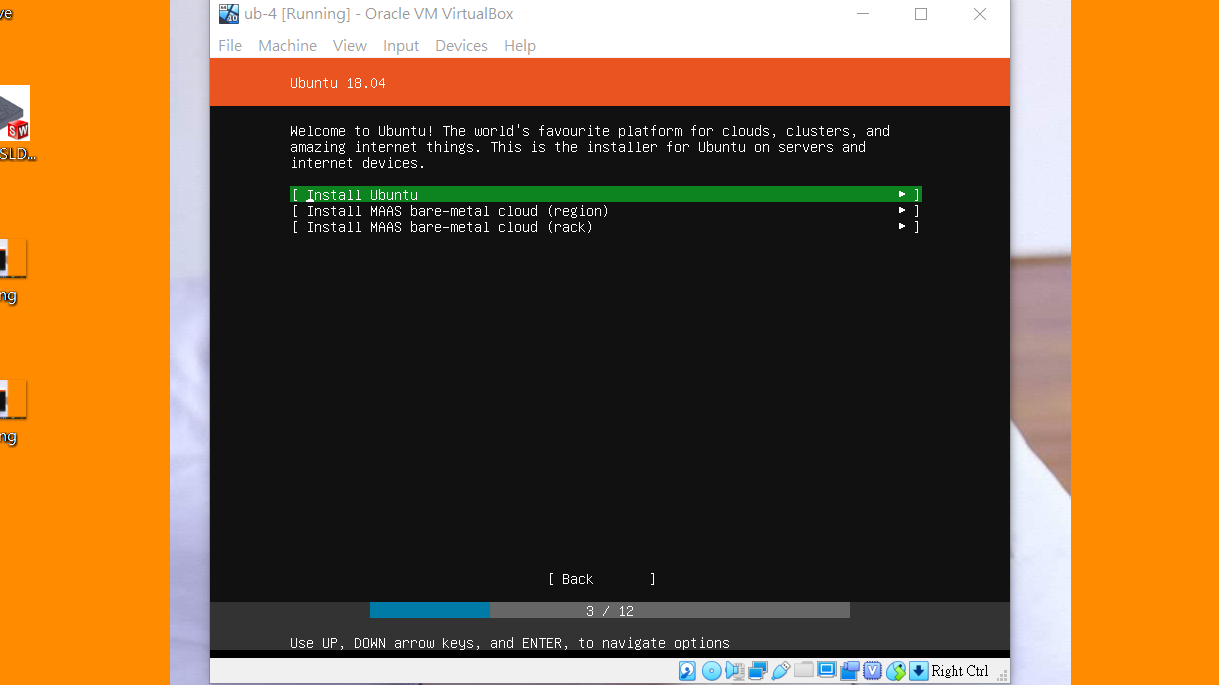 ve
ub-4 [Running] - Oracle VM VirtualBox
File Machine View Input Devices Help
Ubuntu 18.04
SW
SLD...
Welcome to Ubuntu! The world's favourite platform for clouds, clusters, and
amazing internet things. This is the installer for Ubuntu on servers and
internet devices.
[ Install Ubuntu ► ]
[ Install MAAS bare-metal cloud (region) ► ]
[ Install MAAS bare-metal cloud (rack) ► ]
ng
ng
[ Back ]
3 / 12
Use UP, DOWN arrow keys, and ENTER, to navigate options
Right Ctrl